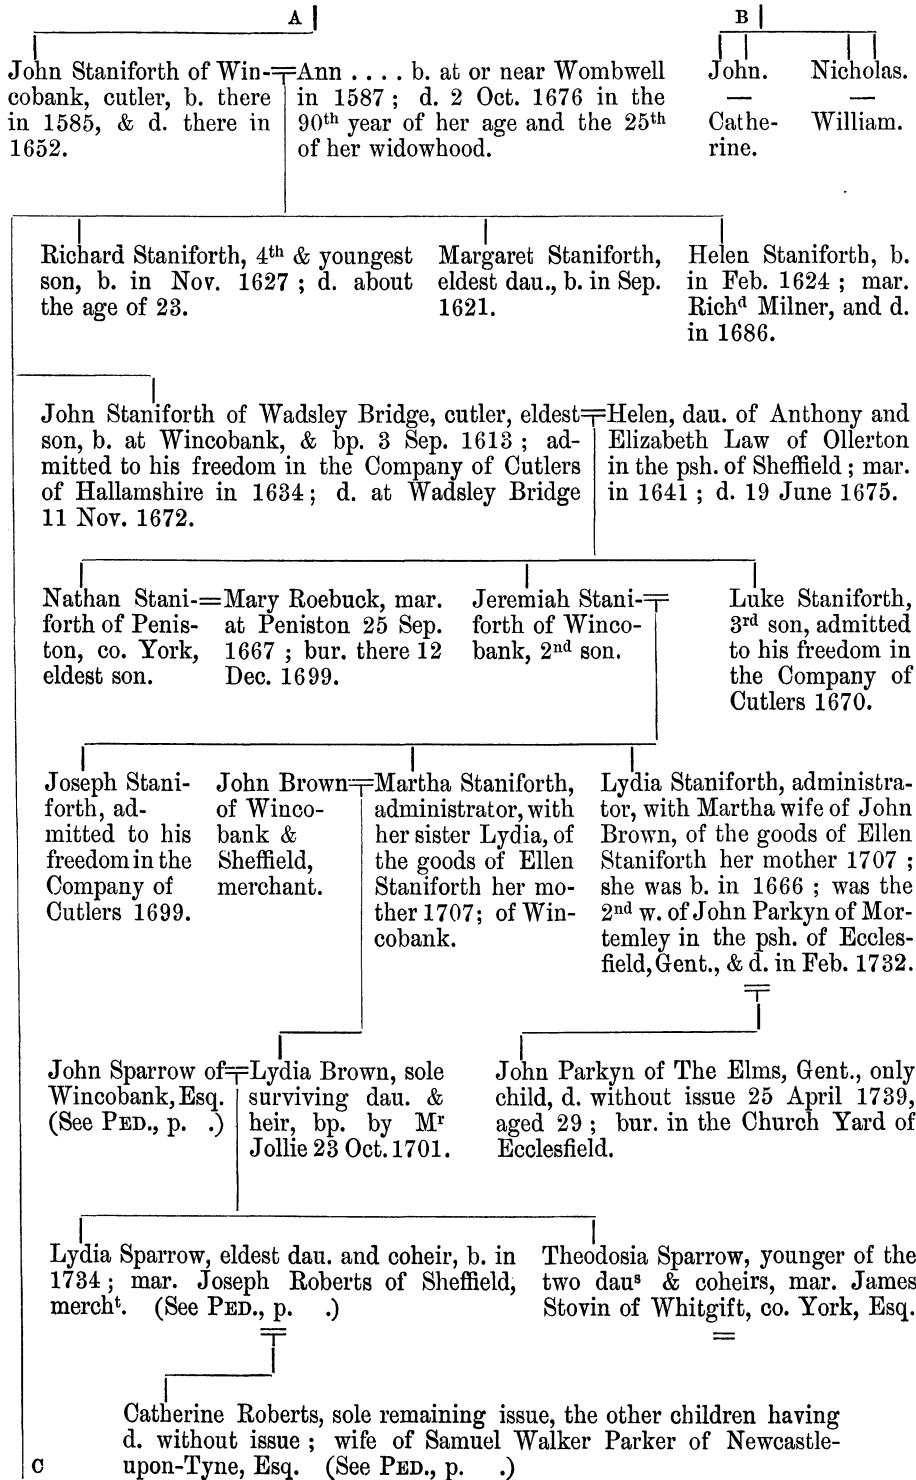 A
B
John Staniforth of Win-
cobank, cutler, b. there
in 1585, & d. there in
1652.
Ann . . . . b. at or near Wombwell
in 1587 ; d. 2 Oct. 1676 in the
90th year of her age and the 25th
of her widowhood.
John.
—
Cathe-
rine.
Nicholas.
—
William.
Richard Staniforth, 4th & youngest
son, b. in Nov. 1627 ; d. about
the age of 23.
Margaret Staniforth,
eldest dau., b. in Sep.
1621.
Helen Staniforth, b.
in Feb. 1624 ; mar.
Richd Milner, and d.
in 1686.
John Staniforth of Wadsley Bridge, cutler, eldest
son, b. at Wincobank, & bp. 3 Sep. 1613 ; ad-
mitted to his freedom in the Company of Cutlers
of Hallamshire in 1634 ; d. at Wadsley Bridge
11 Nov. 1672.
Helen, dau. of Anthony and
Elizabeth Law of Ollerton
in the psh. of Sheffield ; mar.
in 1641 ; d. 19 June 1675.
Nathan Stani-
forth of Penis-
ton, co. York,
eldest son.
Mary Roebuck, mar.
at Peniston 25 Sep.
1667 ; bur. there 12
Dec. 1699.
Jeremiah Stani-
forth of Winco-
bank, 2nd son.
Luke Staniforth,
3rd son, admitted
to his freedom in
the Company of
Cutlers 1670.
Joseph Stani-
forth, ad-
mitted to his
freedom in the
Company of
Cutlers 1699.
John Brown
of Winco-
bank &
Sheffield,
merchant.
Martha Staniforth,
administrator, with
her sister Lydia, of
the goods of Ellen
Staniforth her mo-
ther 1707; of Win-
cobank.
Lydia Staniforth, administra-
tor, with Martha wife of John
Brown, of the goods of Ellen
Staniforth her mother 1707 ;
she was b. in 1666 ; was the
2nd w. of John Parkyn of Mor-
temley in the psh. of Eccles-
field, Gent., & d. in Feb. 1732.
John Sparrow of
Wincobank, Esq.
(See PED., p. .)
Lydia Brown, sole
surviving dau. &
heir, bp. by Mr
Jollie 23 Oct. 1701.
John Parkyn of The Elms, Gent., only
child, d. without issue 25 April 1739,
aged 29 ; bur. in the Church Yard of
Ecclesfield.
Lydia Sparrow, eldest dau. and coheir, b. in
1734 ; mar. Joseph Roberts of Sheffield,
mercht. (See PED., p. .)
Theodosia Sparrow, younger of the
two daus & coheirs, mar. James
Stovin of Whitgift, co. York, Esq.
Catherine Roberts, sole remaining issue, the other children having
d. without issue ; wife of Samuel Walker Parker of Newcastle-
upon-Tyne, Esq. (See PED., p. .)
C